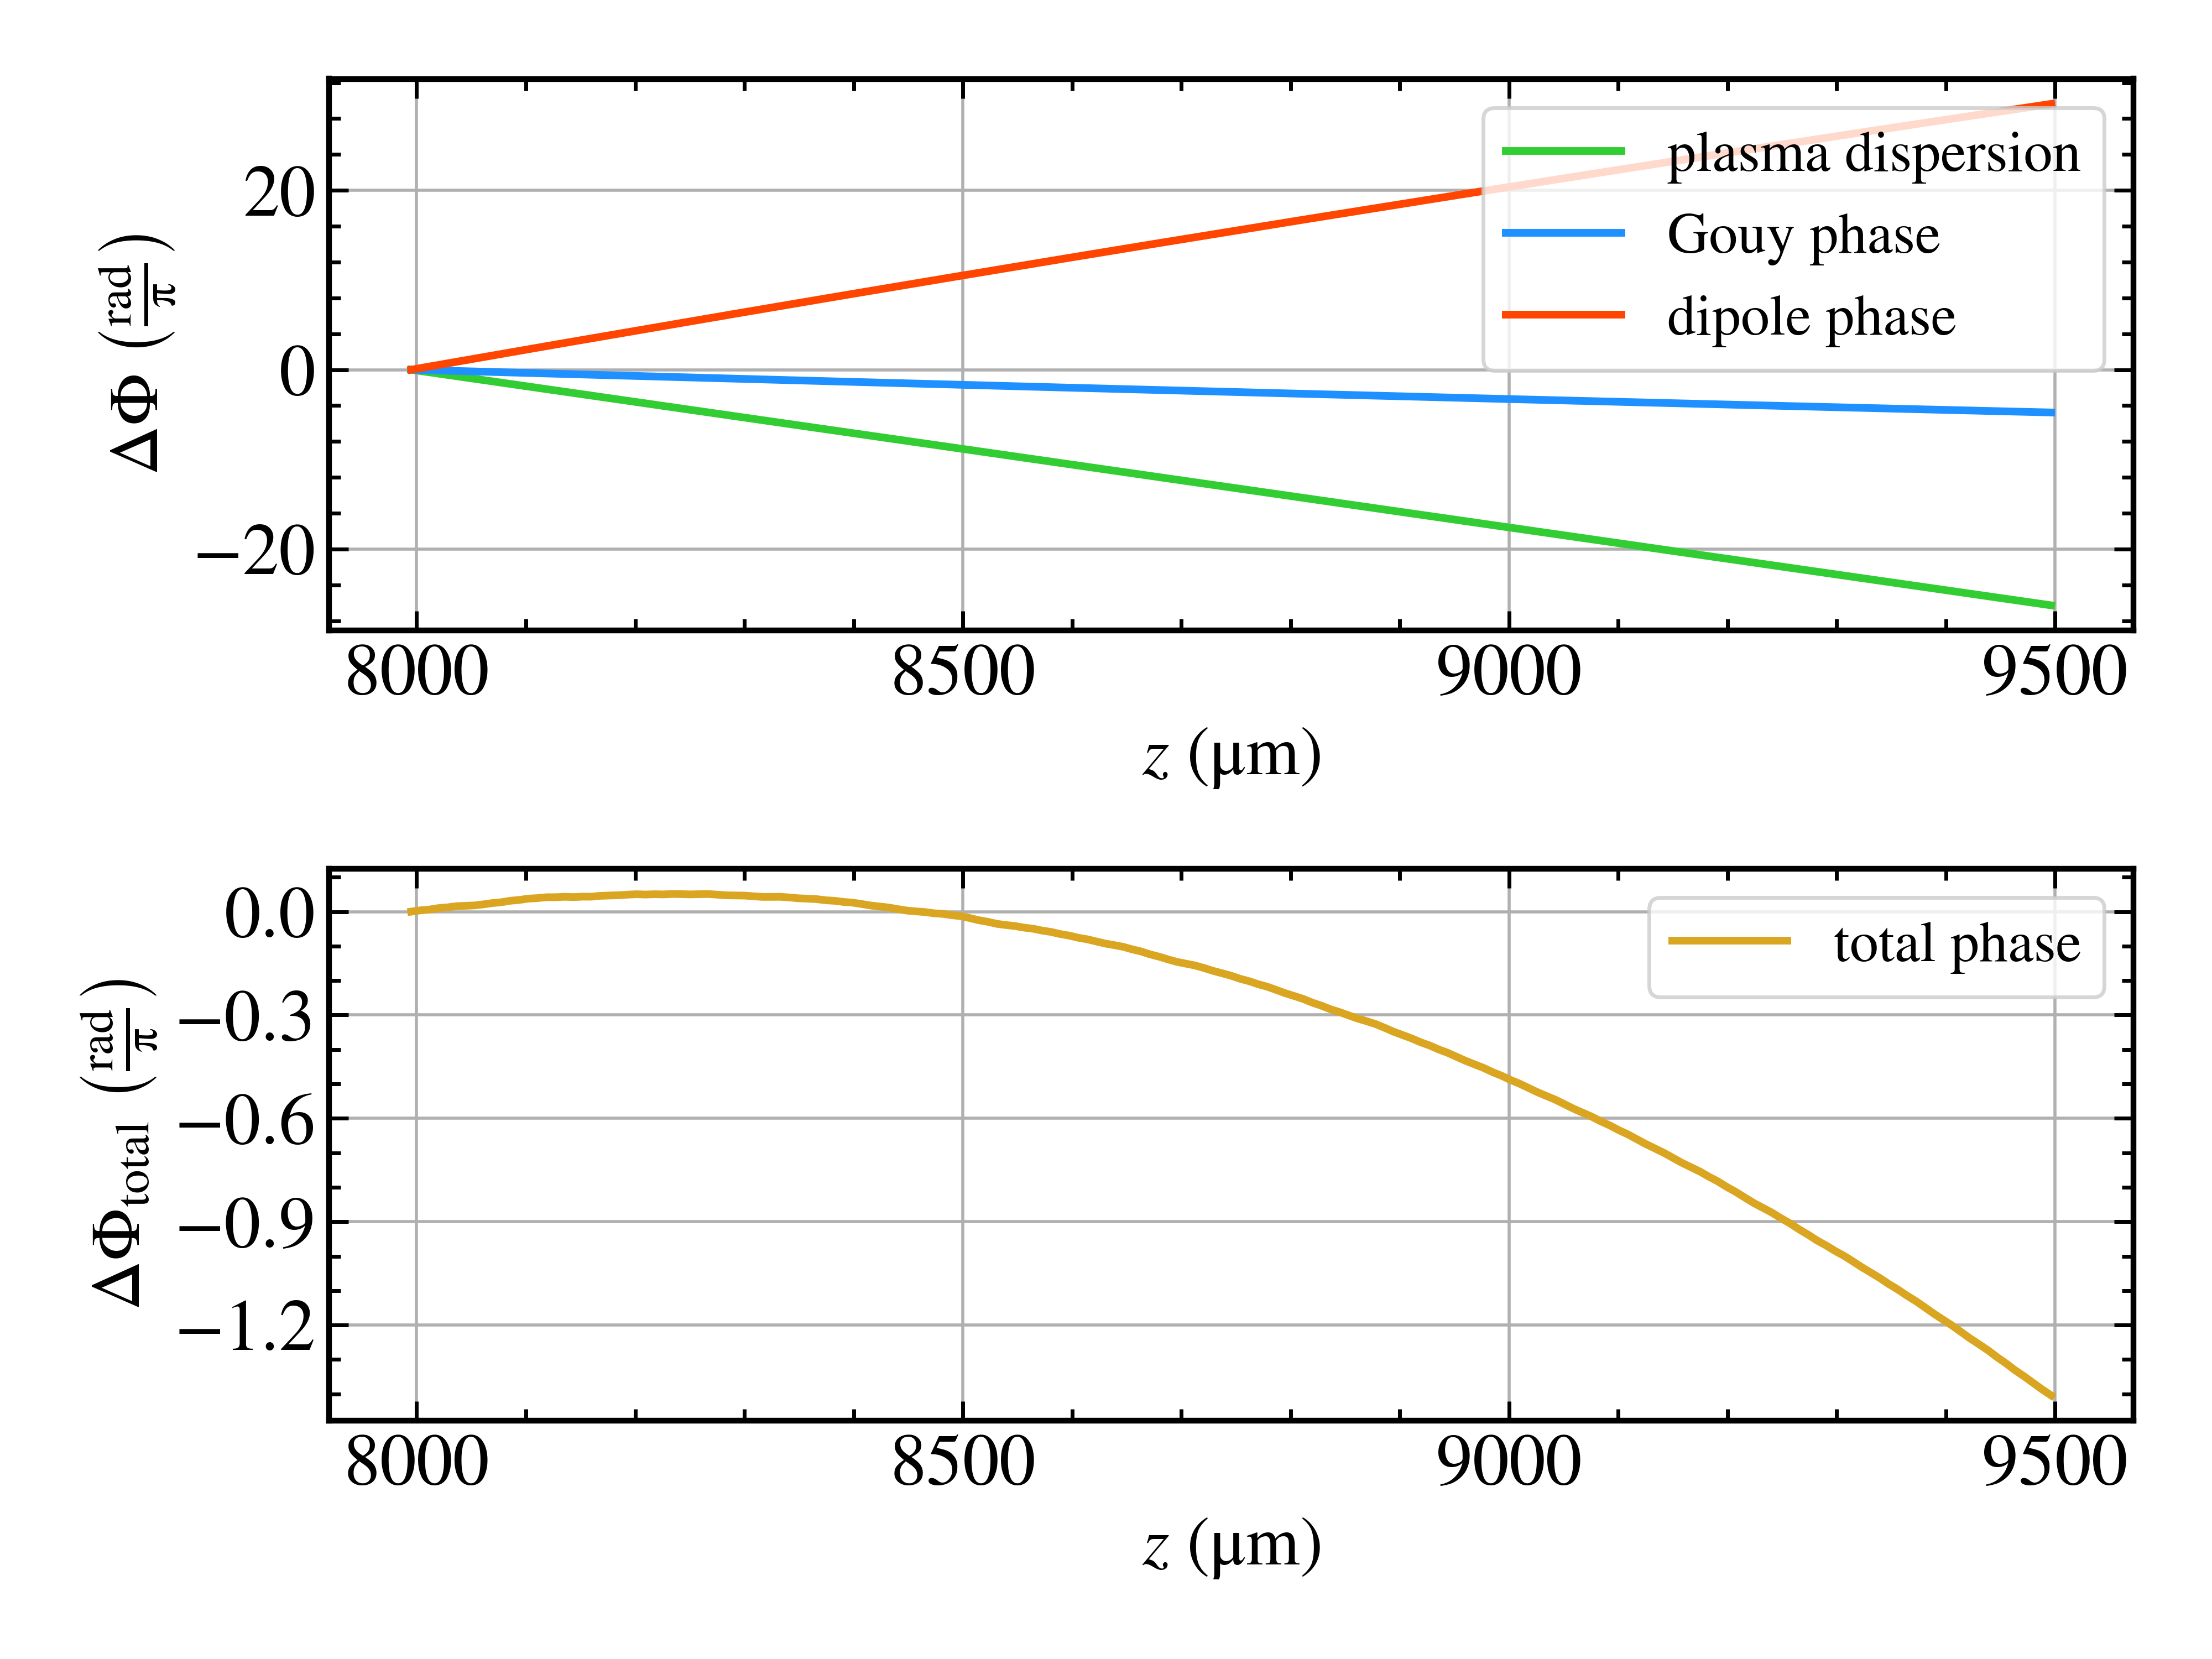 20
0
−20
ΔΦ (rad/π)
plasma dispersion
Gouy phase
dipole phase
8000 8500 9000 9500
z (μm)
0.0
−0.3
−0.6
−0.9
−1.2
ΔΦtotal (rad/π)
total phase
8000 8500 9000 9500
z (μm)